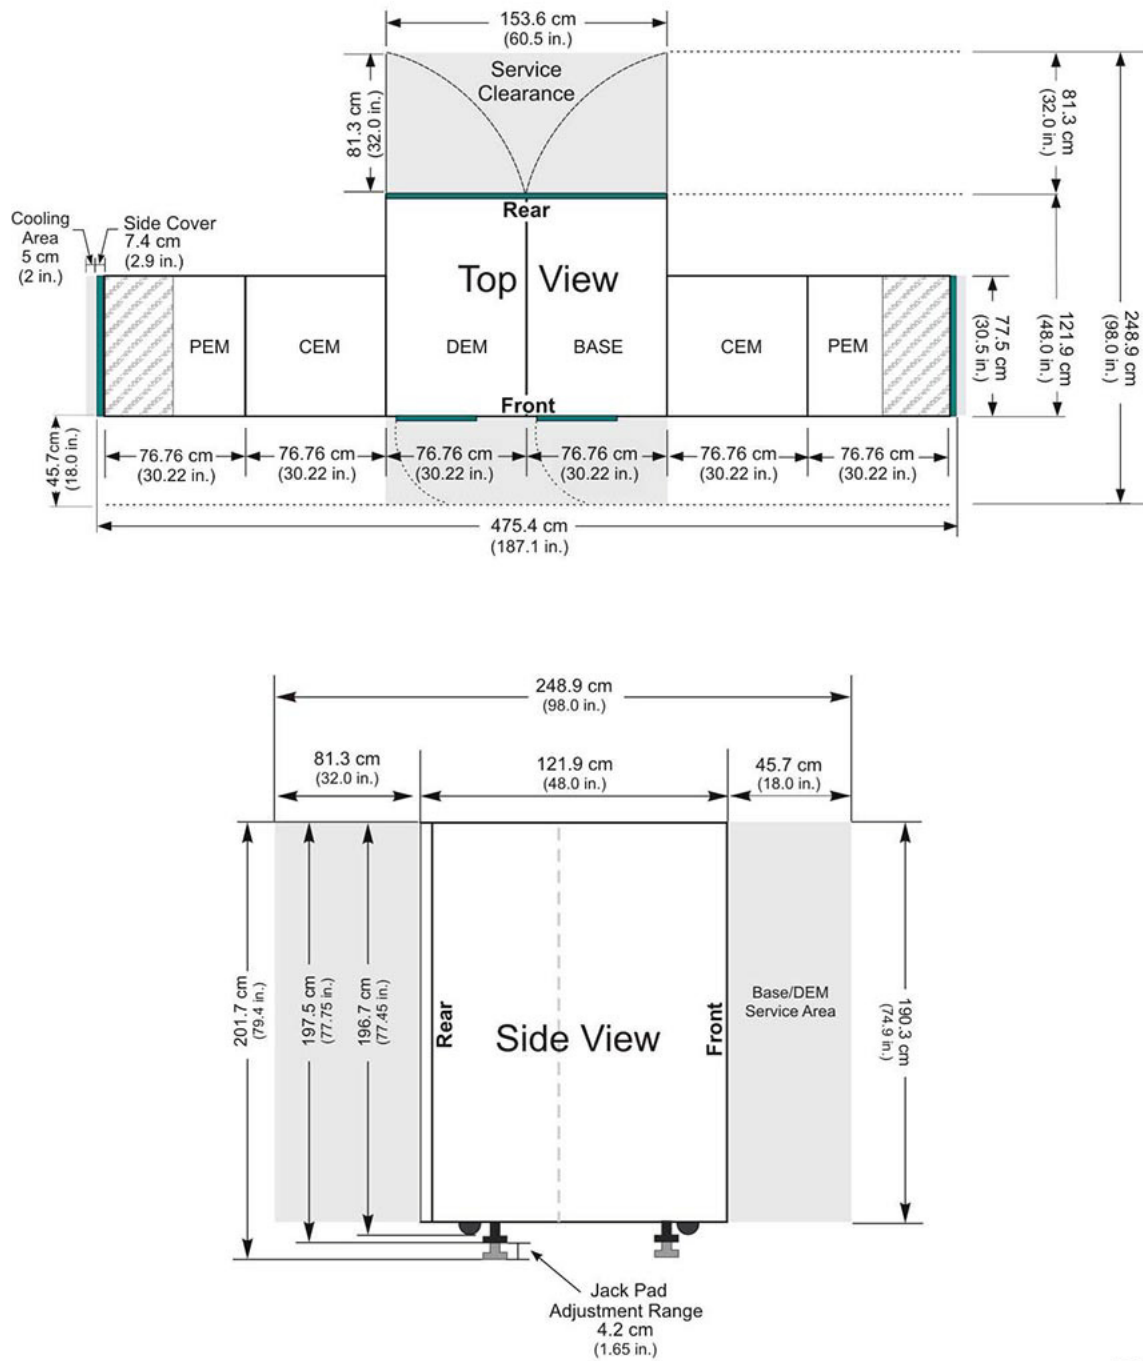 153.6 cm
(60.5 in.)
Service
Clearance
81.3 cm
(32.0 in.)
81.3 cm
(32.0 in.)
Rear
Cooling
Area
5 cm
(2 in.)
Side Cover
7.4 cm
(2.9 in.)
Top View
PEM
CEM
DEM
BASE
CEM
PEM
77.5 cm
(30.5 in.)
121.9 cm
(48.0 in.)
248.9 cm
(98.0 in.)
Front
45.7cm
(18.0 in.)
76.76 cm
(30.22 in.)
76.76 cm
(30.22 in.)
76.76 cm
(30.22 in.)
76.76 cm
(30.22 in.)
76.76 cm
(30.22 in.)
76.76 cm
(30.22 in.)
475.4 cm
(187.1 in.)
248.9 cm
(98.0 in.)
81.3 cm
(32.0 in.)
121.9 cm
(48.0 in.)
45.7 cm
(18.0 in.)
201.7 cm
(79.4 in.)
197.5 cm
(77.75 in.)
196.7 cm
(77.45 in.)
Rear
Side View
Front
Base/DEM
Service Area
190.3 cm
(74.9 in.)
Jack Pad
Adjustment Range
4.2 cm
(1.65 in.)